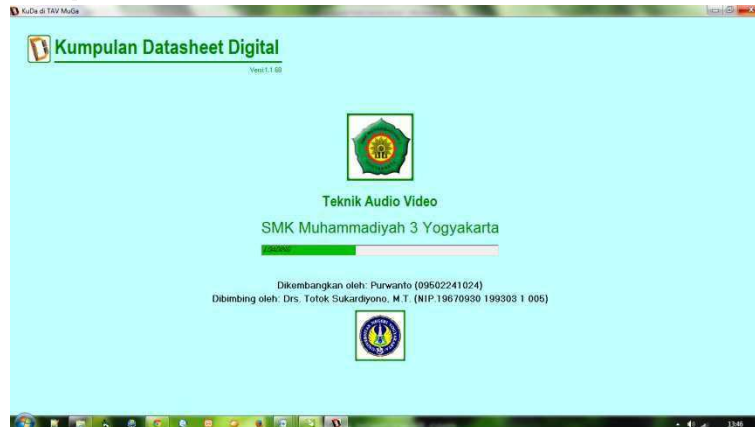 KuDa di TAV MuGa
Kumpulan Datasheet Digital
Versi 1.1.68
Teknik Audio Video
SMK Muhammadiyah 3 Yogyakarta
LOADING
Dikembangkan oleh: Purwanto (09502241024)
Dibimbing oleh: Drs. Totok Sukardiyono, M.T. (NIP.19670930 199303 1 005)
13:46